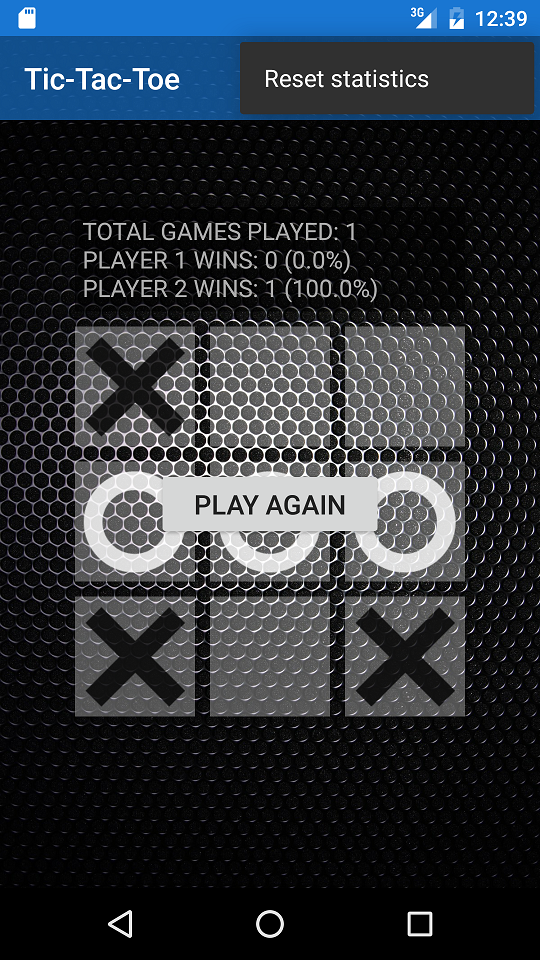 3G 12:39
Tic-Tac-Toe
Reset statistics
TOTAL GAMES PLAYED: 1
PLAYER 1 WINS: 0 (0.0%)
PLAYER 2 WINS: 1 (100.0%)
PLAY AGAIN